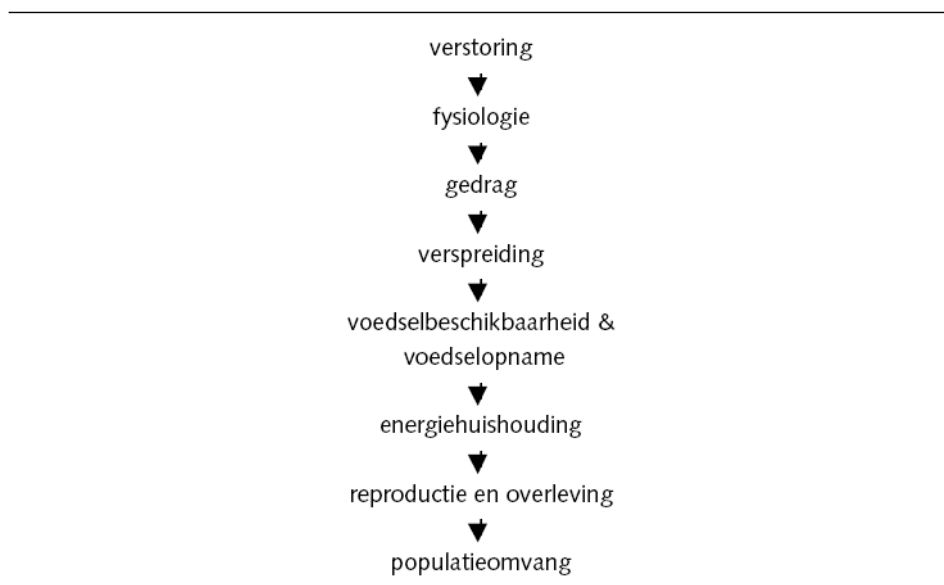 verstoring
fysiologie
gedrag
verspreiding
voedselbeschikbaarheid &
voedselopname
energiehuishouding
reproductie en overleving
populatieomvang